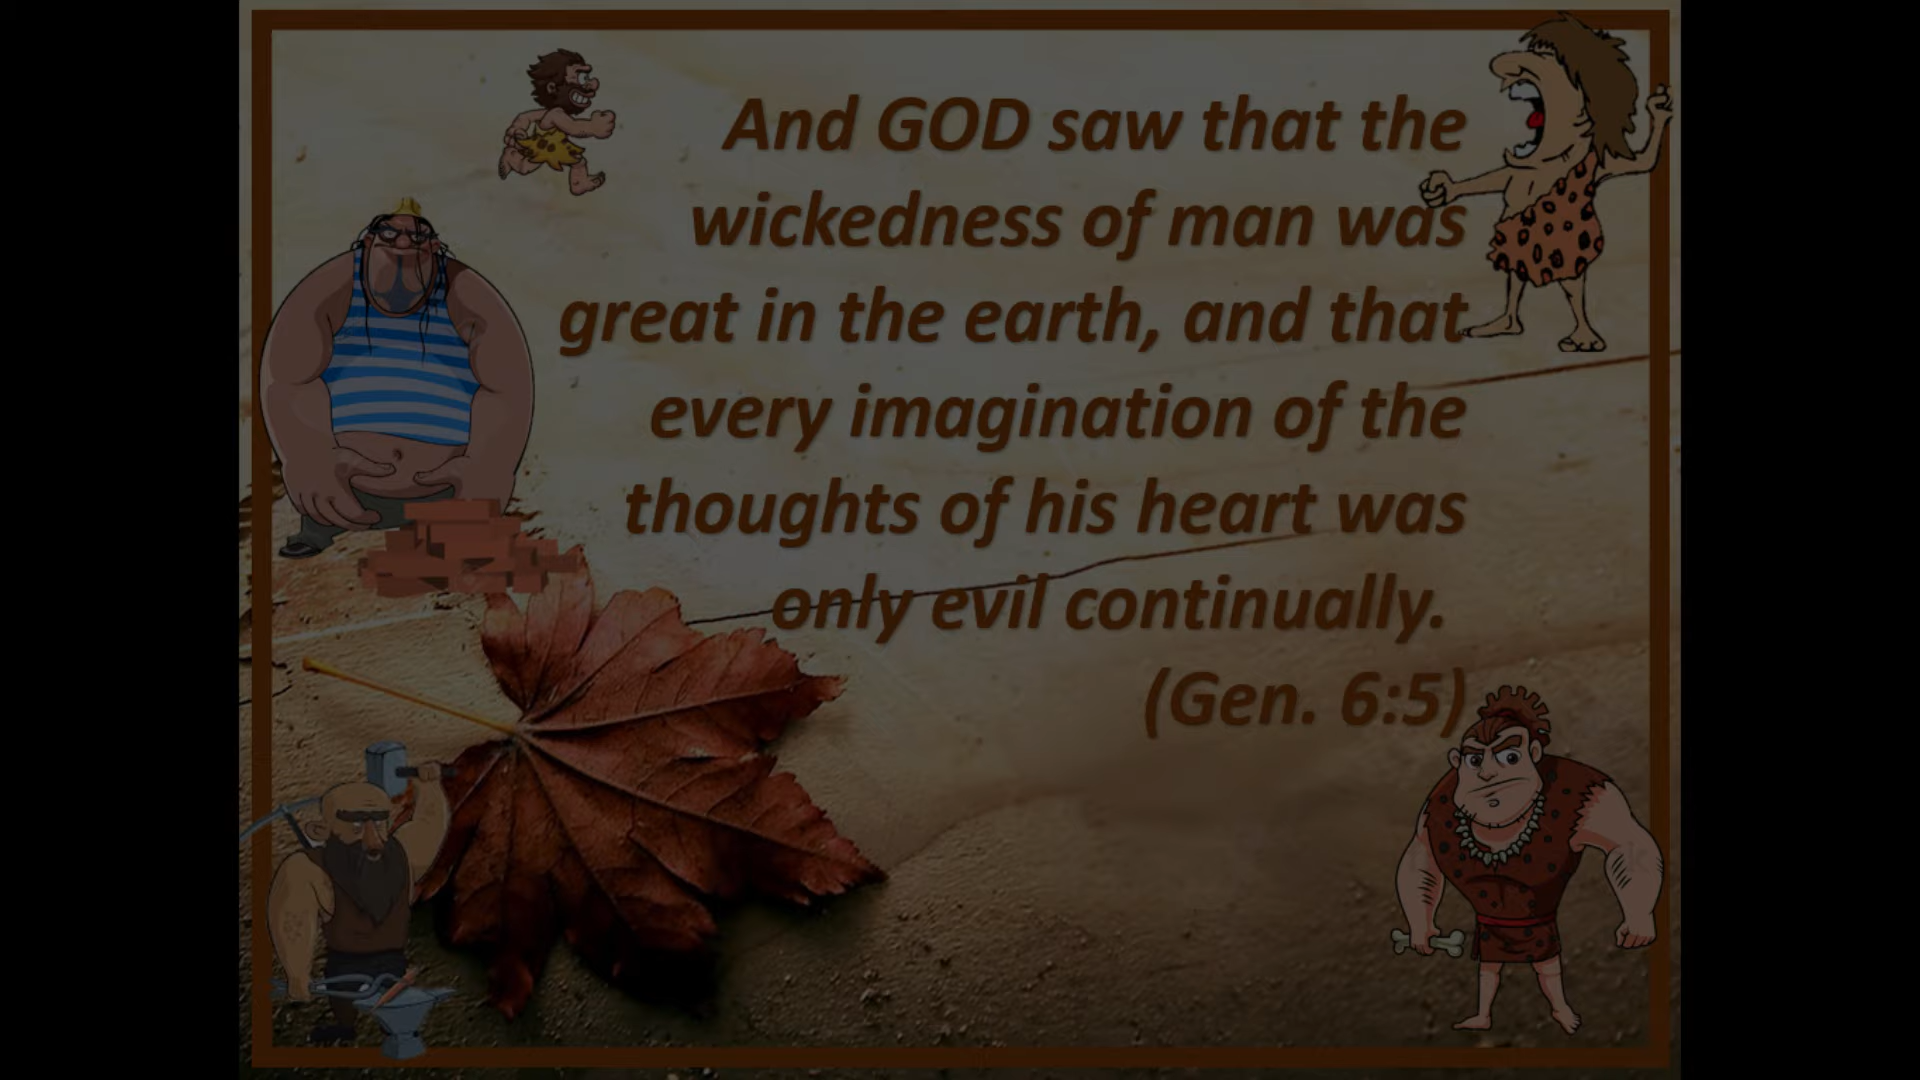 And GOD saw that the
wickedness of man was
great in the earth, and that
every imagination of the
thoughts of his heart was
only evil continually.
(Gen. 6:5)